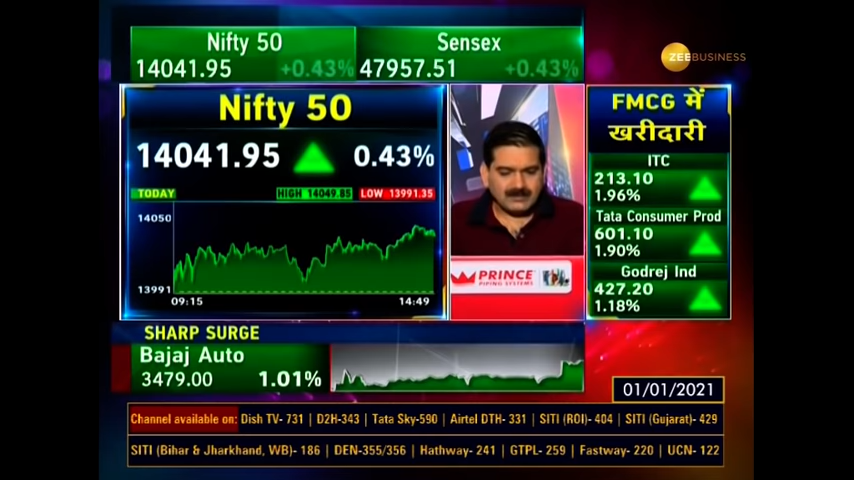 Nifty 50
14041.95 +0.43%
Sensex
47957.51 +0.43%
ZEEBUSINESS
Nifty 50
14041.95 0.43%
TODAY HIGH 14049.85 LOW 13991.35
14050
13991
09:15 14:49
PRINCE
PIPING SYSTEMS
FMCG में
खरीदारी
ITC
213.10
1.96%
Tata Consumer Prod
601.10
1.90%
Godrej Ind
427.20
1.18%
SHARP SURGE
Bajaj Auto
3479.00 1.01%
01/01/2021
Channel available on: Dish TV- 731 | D2H-343 | Tata Sky-590 | Airtel DTH- 331 | SITI (ROI)- 404 | SITI (Gujarat)- 429
SITI (Bihar & Jharkhand, WB)- 186 | DEN-355/356 | Hathway- 241 | GTPL- 259 | Fastway- 220 | UCN- 122